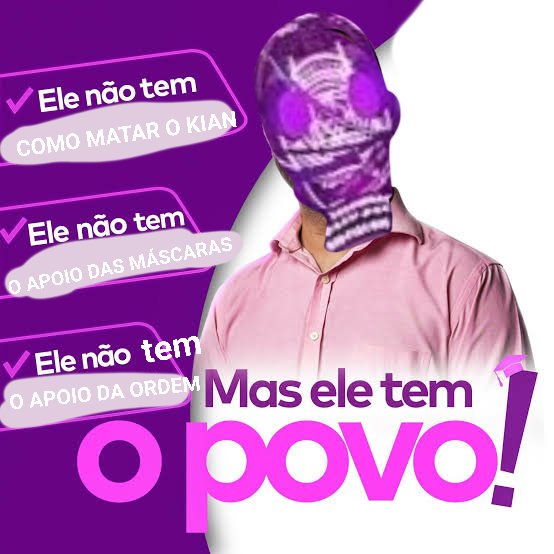 Ele não tem
COMO MATAR O KIAN
Ele não tem
O APOIO DAS MÁSCARAS
Ele não tem
O APOIO DA ORDEM
Mas ele tem
o povo!